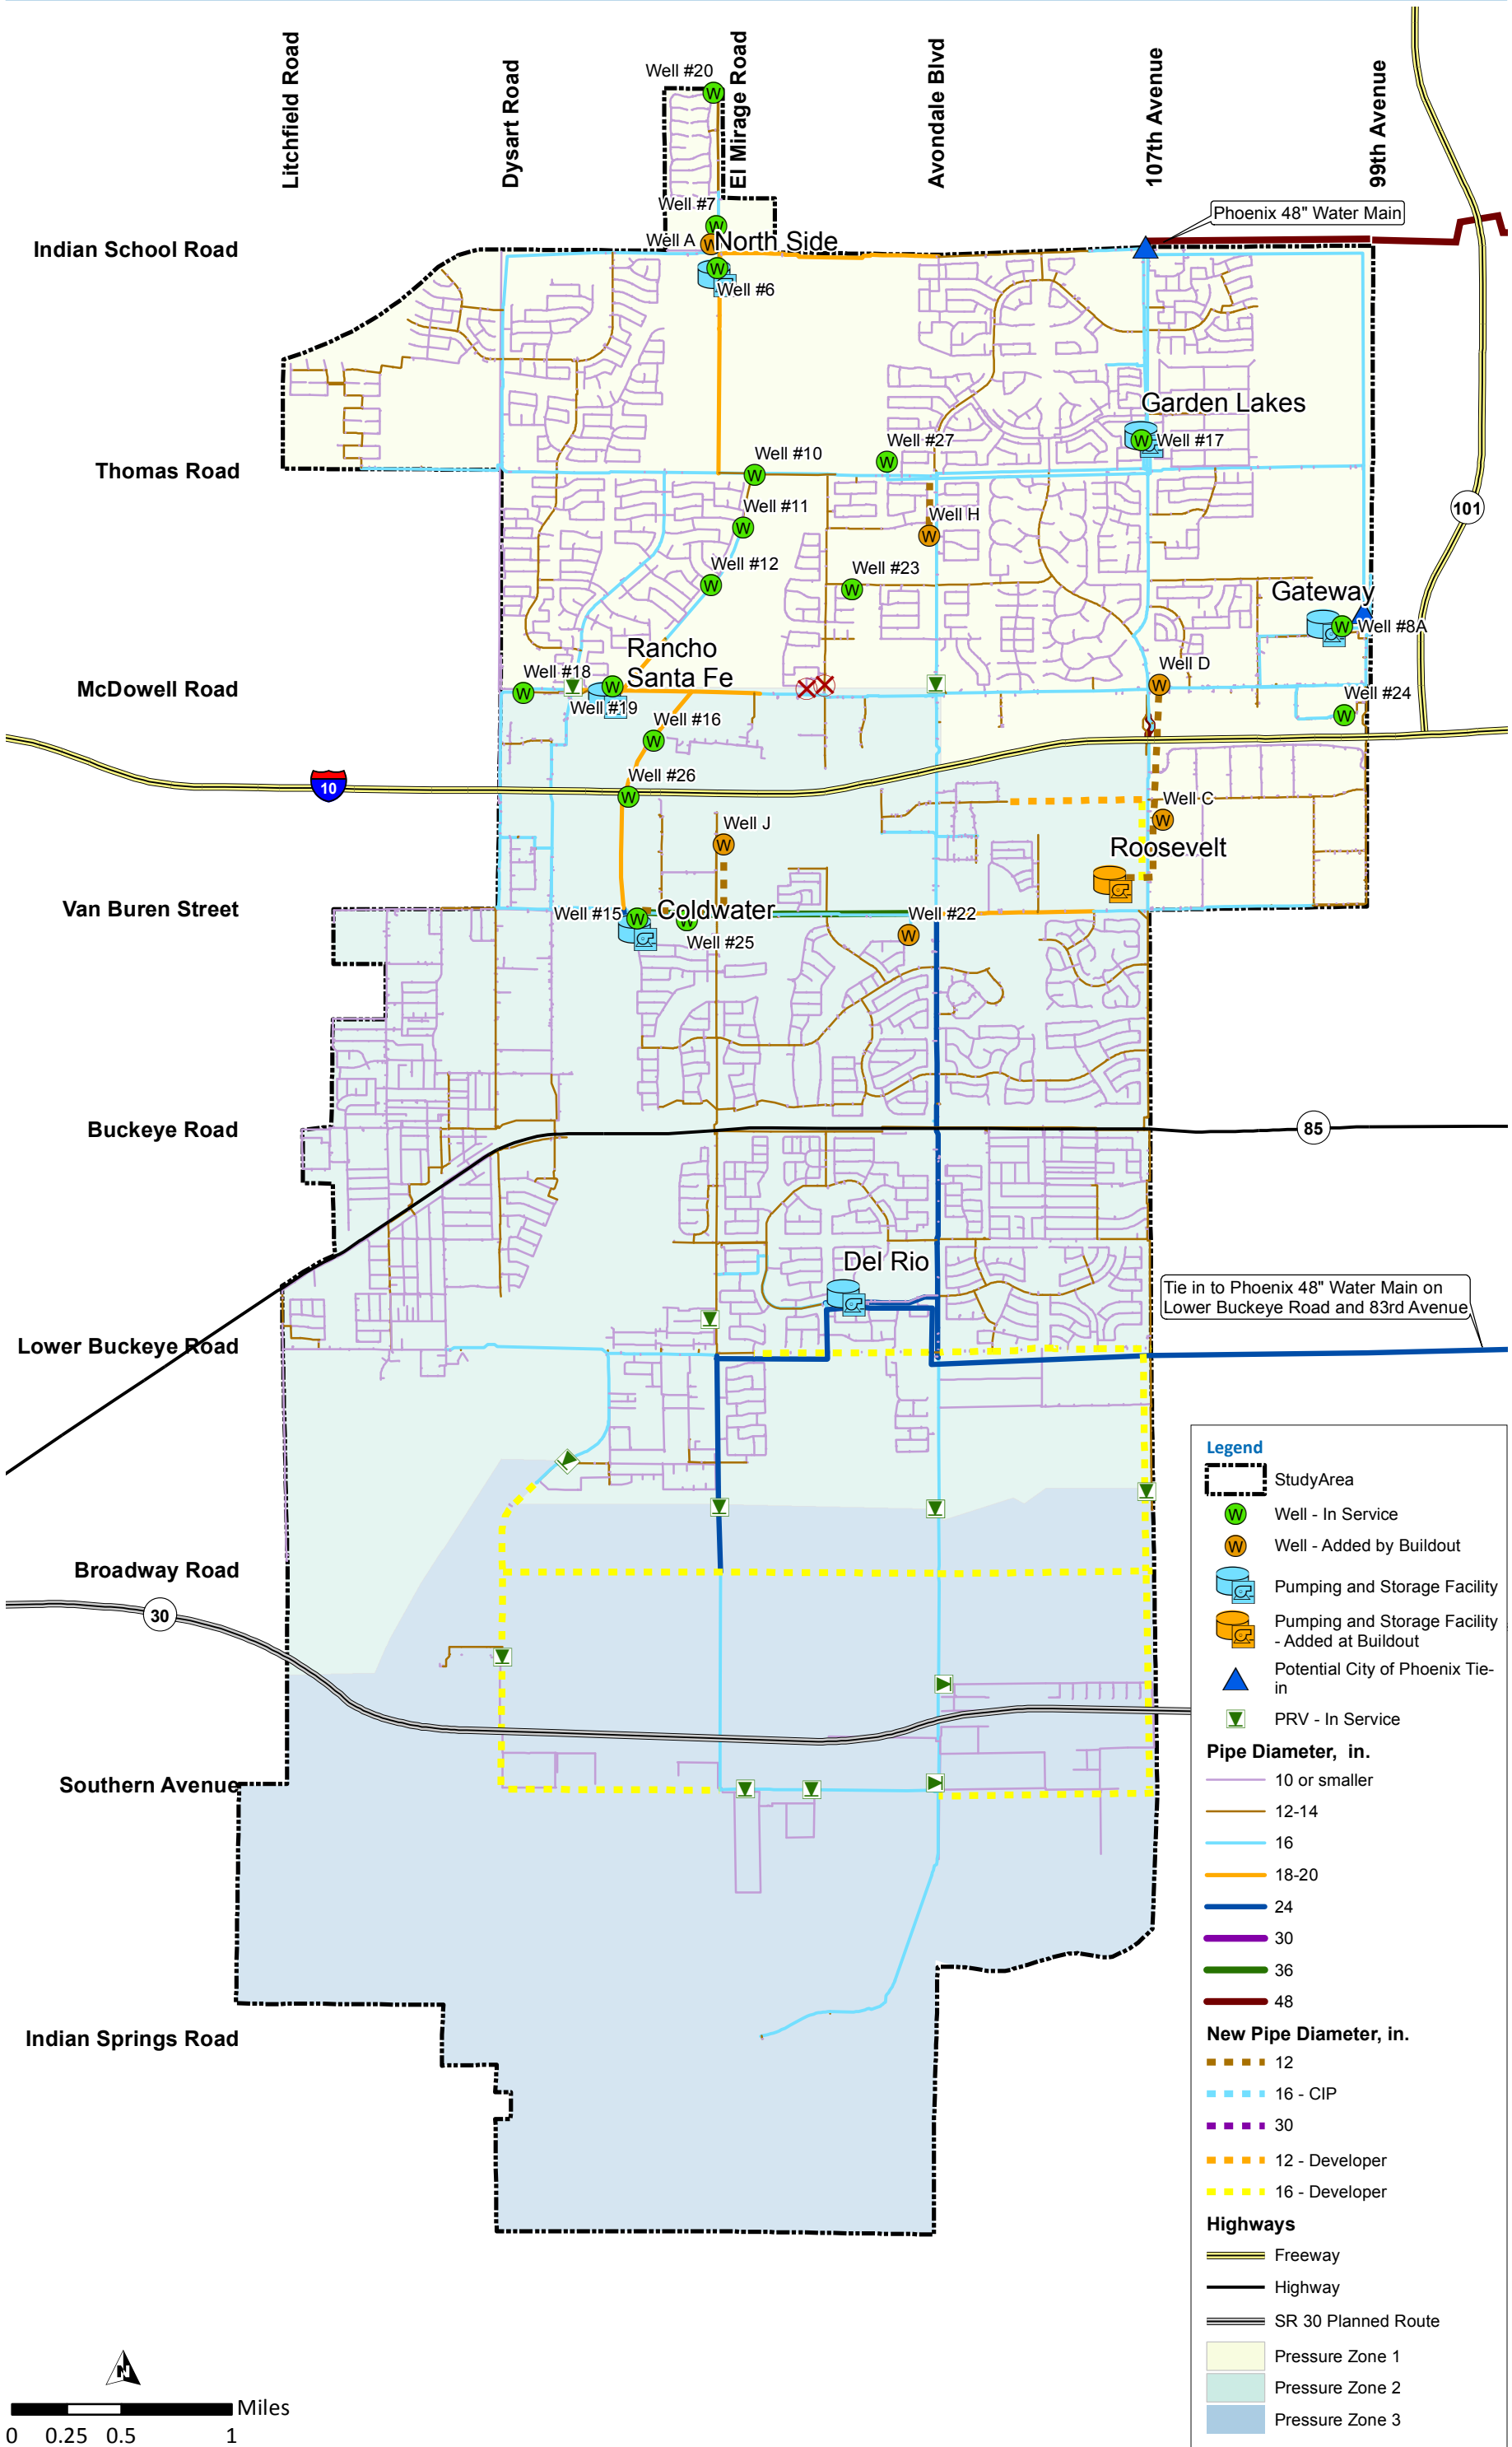 Litchfield Road
Dysart Road
El Mirage Road
Avondale Blvd
107th Avenue
99th Avenue
Well #20
Well #7
Well A
North Side
Phoenix 48" Water Main
Indian School Road
Well #6
W
W
W
W
Garden Lakes
Well #27
Well #17
W
W
Well #10
Thomas Road
W
101
Well #11
W
Well H
W
Well #12
W
Well #23
W
Gateway
W
Well #8A
Rancho
Santa Fe
Well #18
W
W
Well D
W
McDowell Road
Well #19
Well #24
W
Well #16
W
10
Well #26
W
Well C
W
Well J
W
Roosevelt
Van Buren Street
Well #15
W
Coldwater
W
Well #22
W
Well #25
Buckeye Road
85
Del Rio
Tie in to Phoenix 48" Water Main on
Lower Buckeye Road and 83rd Avenue
Lower Buckeye Road
Broadway Road
30
Southern Avenue
Indian Springs Road
Legend
StudyArea
W
Well - In Service
W
Well - Added by Buildout
Pumping and Storage Facility
Pumping and Storage Facility
- Added at Buildout
Potential City of Phoenix Tie-
in
PRV - In Service
Pipe Diameter, in.
10 or smaller
12-14
16
18-20
24
30
36
48
New Pipe Diameter, in.
12
16 - CIP
30
12 - Developer
16 - Developer
Highways
Freeway
Highway
SR 30 Planned Route
Pressure Zone 1
Pressure Zone 2
Pressure Zone 3
N
Miles
0 0.25 0.5 1